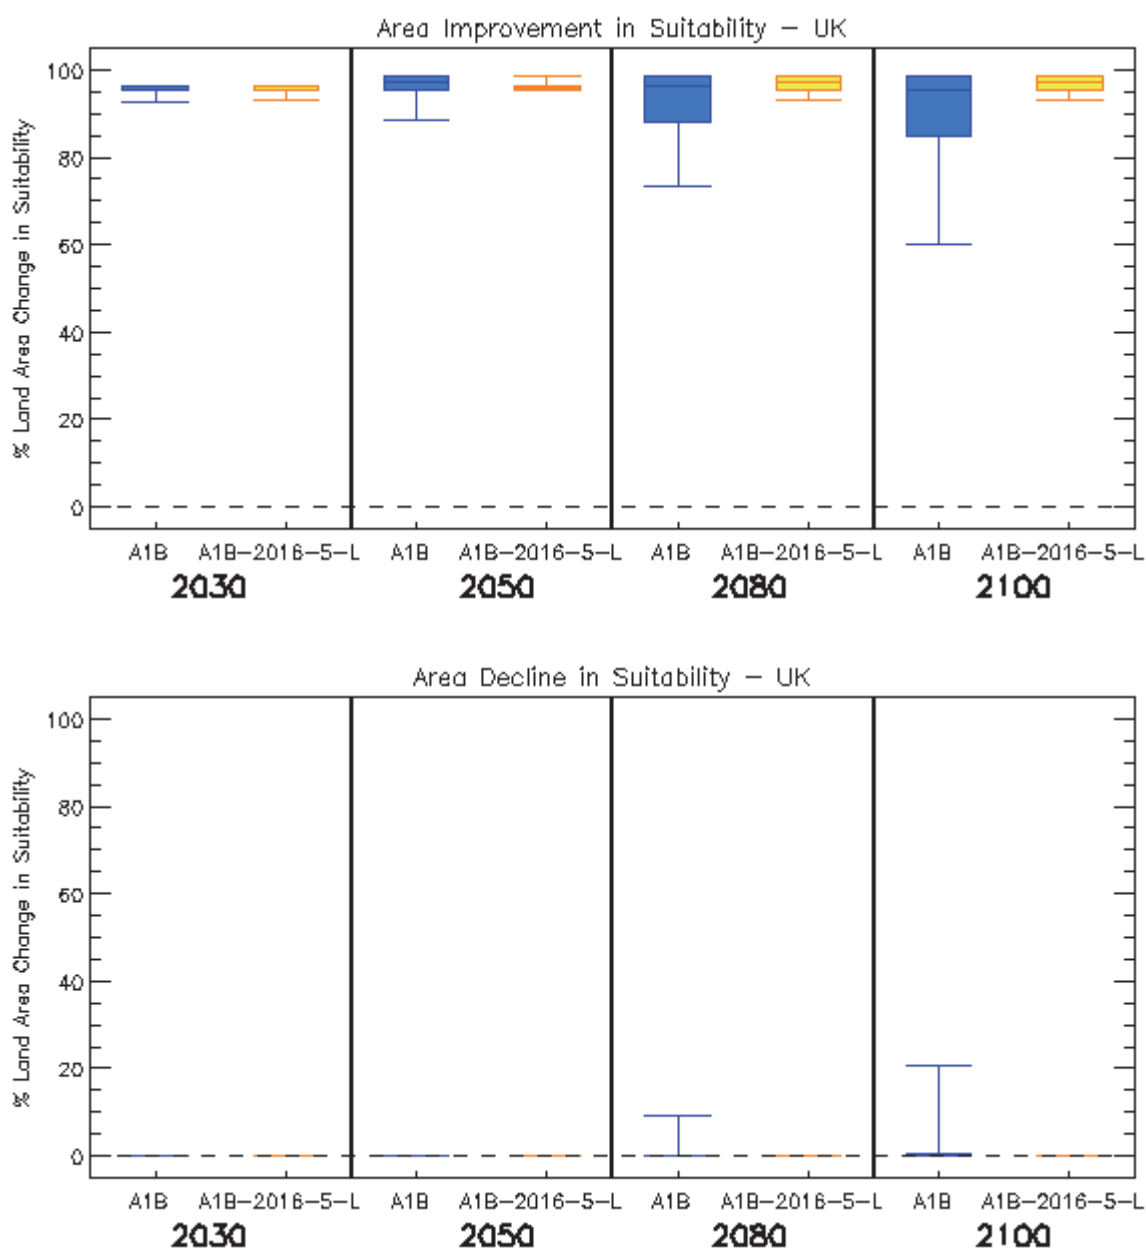 Area Improvement in Suitability – UK
% Land Area Change in Suitability
100
80
60
40
20
0
A1B A1B-2016-5-L A1B A1B-2016-5-L A1B A1B-2016-5-L A1B A1B-2016-5-L
2030 2050 2080 2100
Area Decline in Suitability – UK
% Land Area Change in Suitability
100
80
60
40
20
0
A1B A1B-2016-5-L A1B A1B-2016-5-L A1B A1B-2016-5-L A1B A1B-2016-5-L
2030 2050 2080 2100